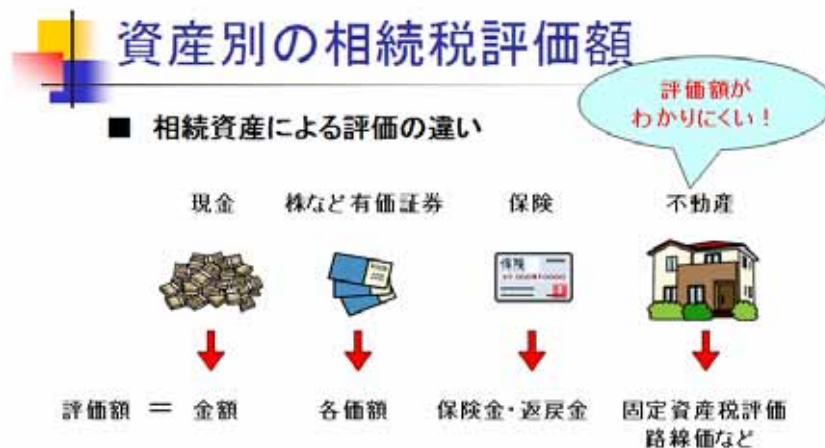 資産別の相続税評価額
評価額が
わかりにくい！
■ 相続資産による評価の違い
現金 株など有価証券 保険 不動産
保険
評価額 ＝ 金額 各価額 保険金・返戻金 固定資産税評価
路線価など